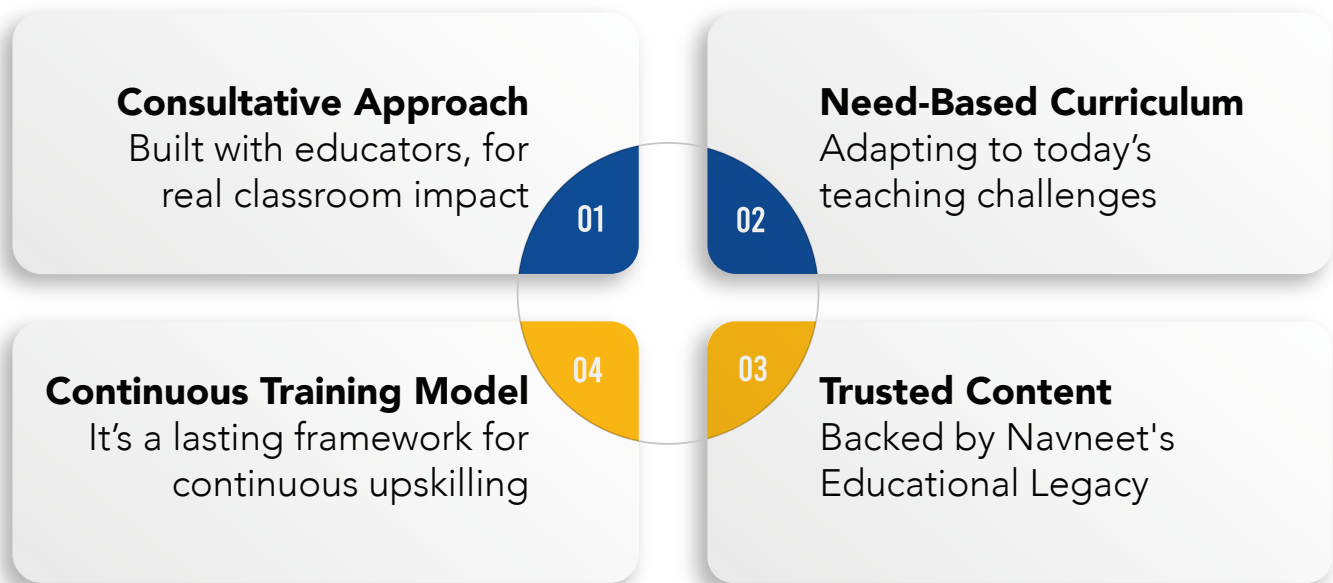 Consultative Approach
Built with educators, for
real classroom impact
01
02
Need-Based Curriculum
Adapting to today’s
teaching challenges
03
Trusted Content
Backed by Navneet's
Educational Legacy
04
Continuous Training Model
It’s a lasting framework for
continuous upskilling